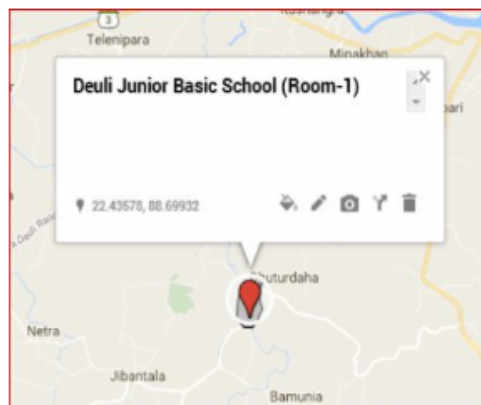 3
Telenipara
Minakhan
Deuli Junior Basic School (Room-1)
22.43578, 88.69932
Netra
Jibantala
Bamunia